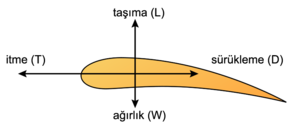 taşıma (L)
itme (T)
sürükleme (D)
ağırlık (W)